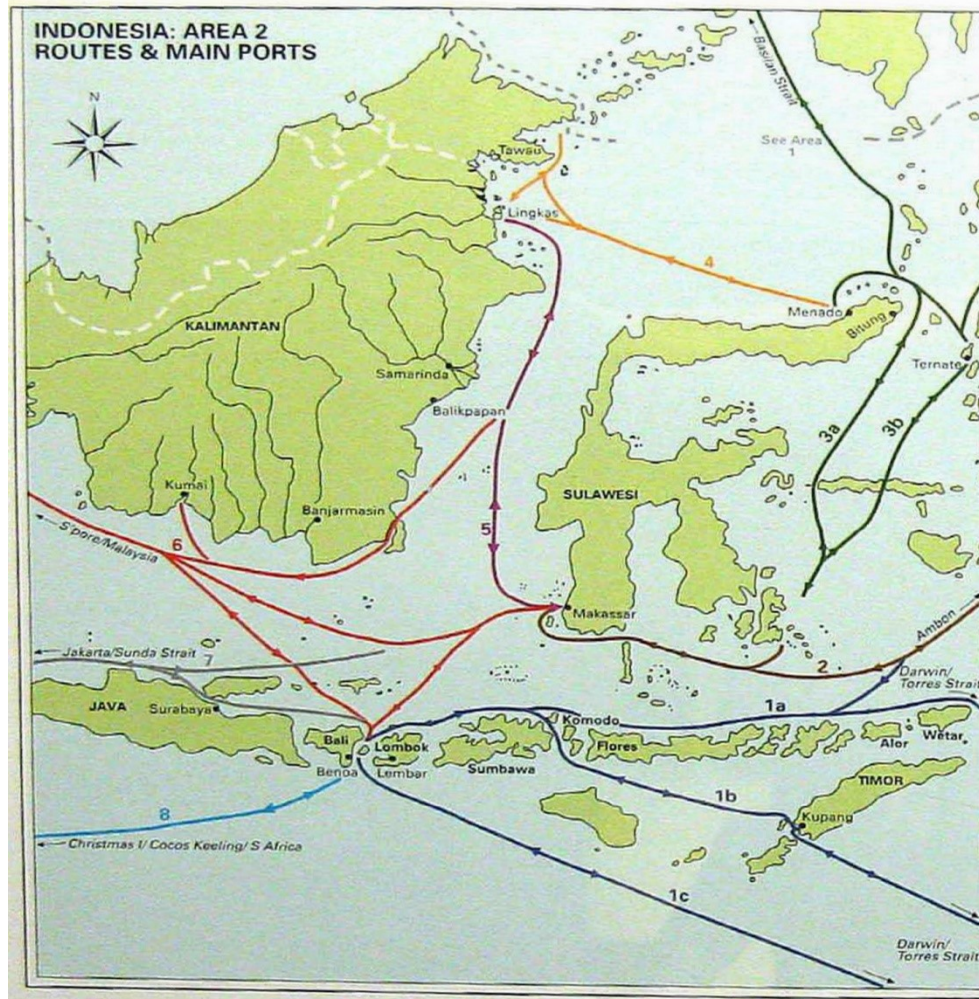 INDONESIA: AREA 2
ROUTES & MAIN PORTS
N
Basilan Strait
See Area
1
Tawau
Lingkas
4
Menado
Bitung
KALIMANTAN
Ternate
Samarinda
Balikpapan
3a
3b
Kumai
SULAWESI
Banjarmasin
5
S'pore/Malaysia
6
Makassar
Ambon
Jakarta/Sunda Strait
7
2
Darwin/
Torres Strait
JAVA
Surabaya
1a
Komodo
Wetar
Bali
Lombok
Flores
Alor
Benoa
Lembar
Sumbawa
TIMOR
1b
8
Kupang
Christmas I/ Cocos Keeling/ S Africa
1c
Darwin/
Torres Strait